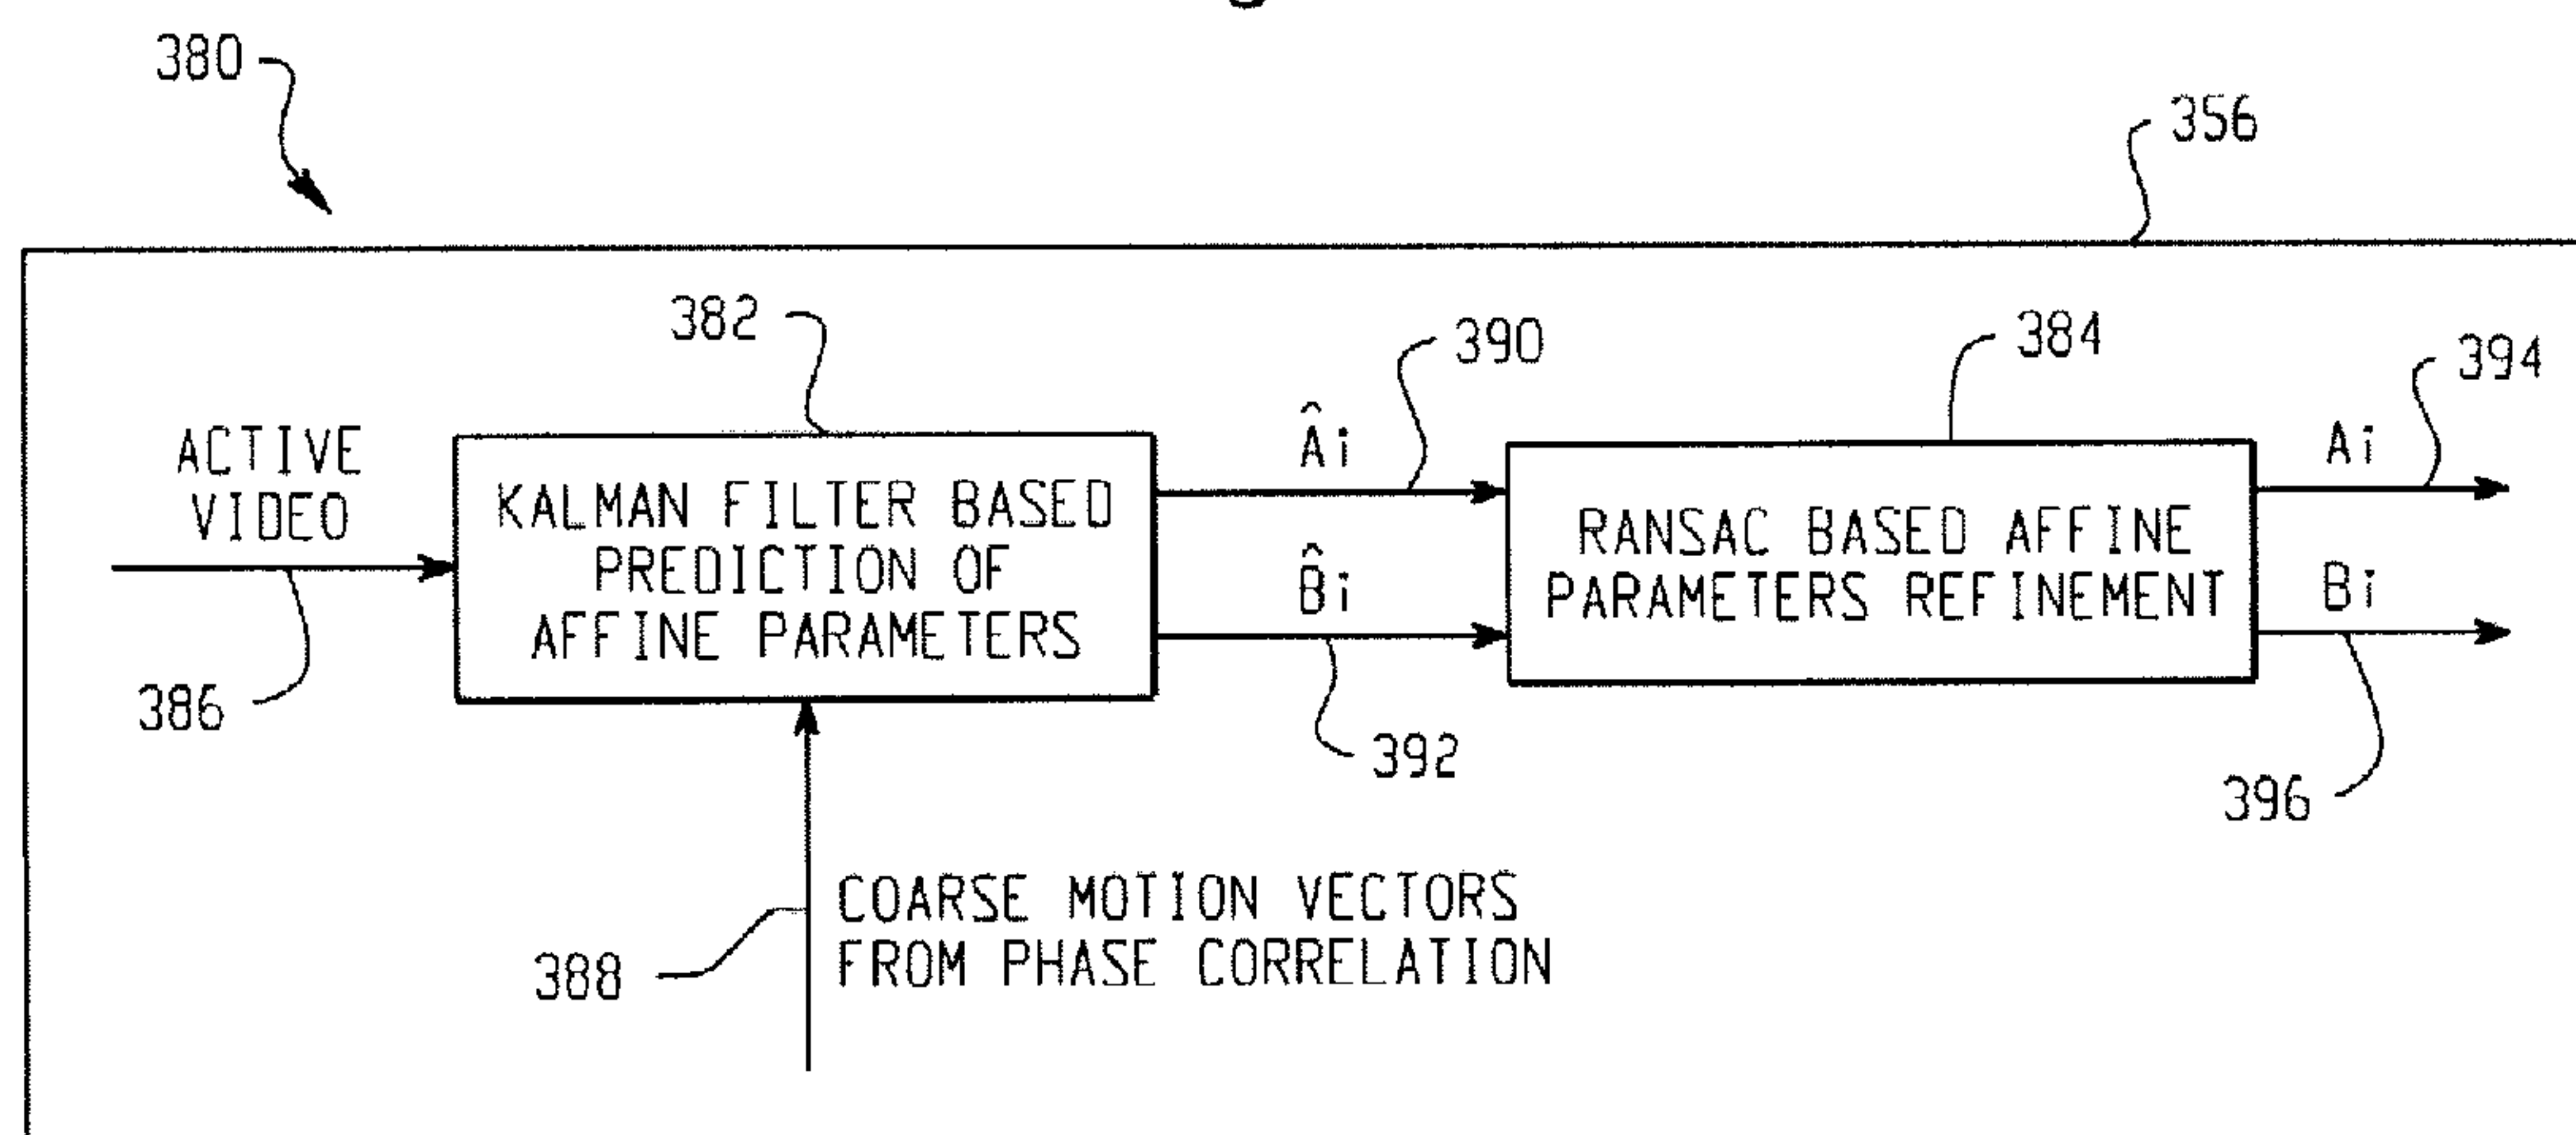 380
356
382
390
384
394
ACTIVE
VIDEO
Âi
Ai
KALMAN FILTER BASED
PREDICTION OF
AFFINE PARAMETERS
RANSAC BASED AFFINE
PARAMETERS REFINEMENT
B̂i
Bi
386
392
396
388
COARSE MOTION VECTORS
FROM PHASE CORRELATION